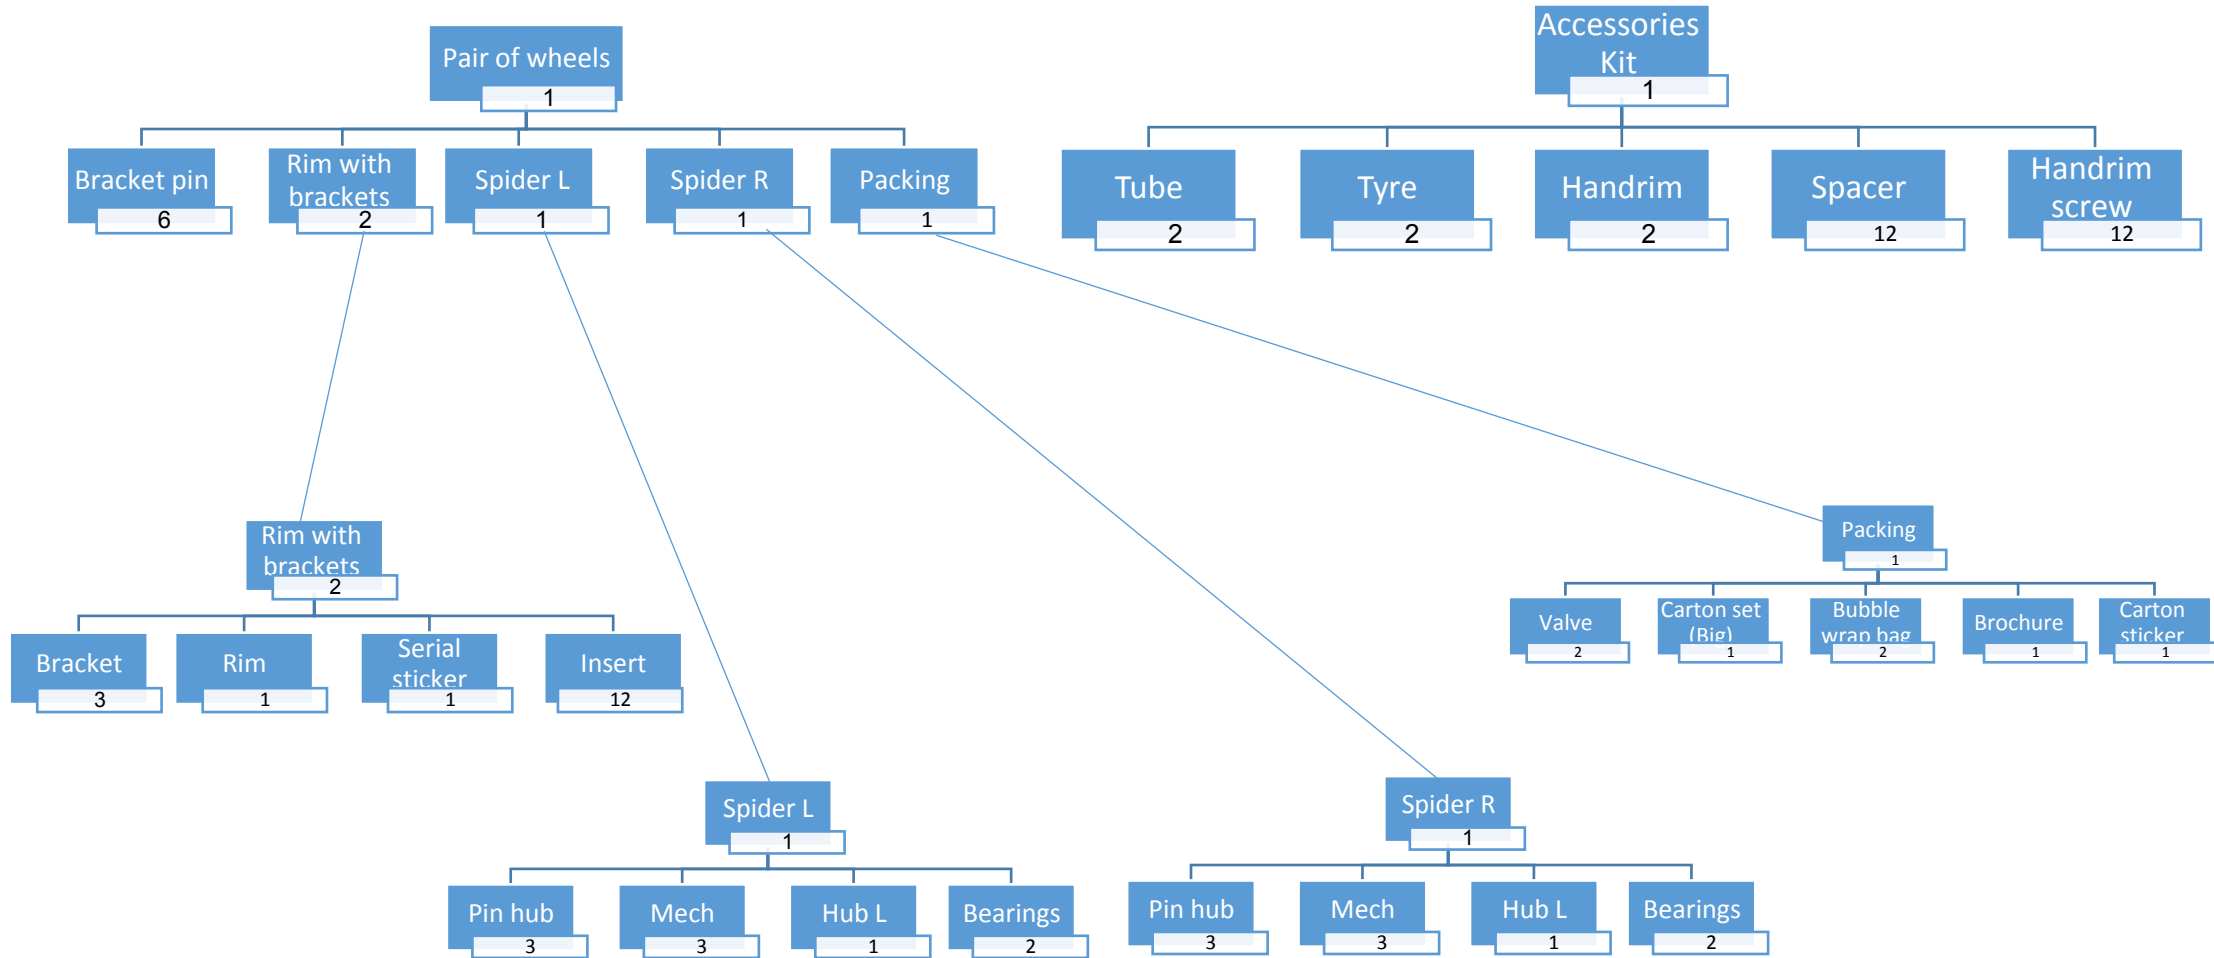 Pair of wheels
1
Accessories
Kit
1
Bracket pin
6
Rim with
brackets
2
Spider L
1
Spider R
1
Packing
1
Tube
2
Tyre
2
Handrim
2
Spacer
12
Handrim
screw
12
Rim with
brackets
2
Bracket
3
Rim
1
Serial
sticker
1
Insert
12
Packing
1
Valve
2
Carton set
(Big)
1
Bubble
wrap bag
2
Brochure
1
Carton
sticker
1
Spider L
1
Pin hub
3
Mech
3
Hub L
1
Bearings
2
Spider R
1
Pin hub
3
Mech
3
Hub L
1
Bearings
2